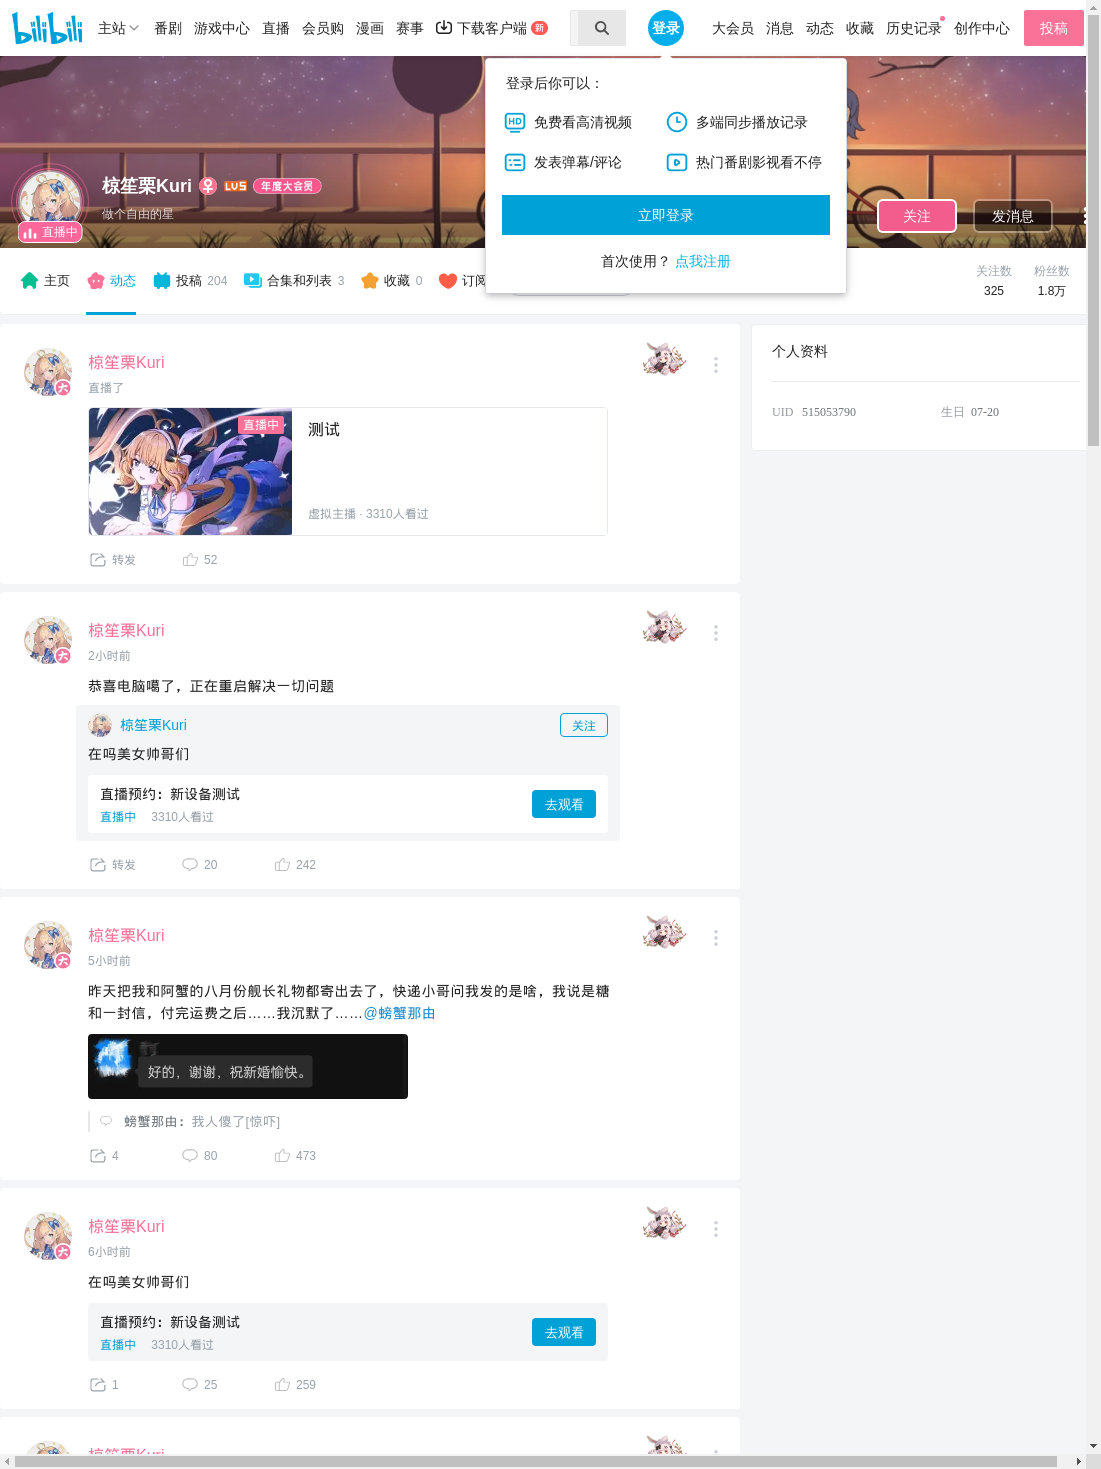 bilibili 主站 番剧 游戏中心 直播 会员购 漫画 赛事 下载客户端 新 登录 大会员 消息 动态 收藏 历史记录 创作中心 投稿
登录后你可以：
免费看高清视频 多端同步播放记录
发表弹幕/评论 热门番剧影视看不停
立即登录
首次使用？ 点我注册
椋笙栗Kuri LV5 年度大会员
做个自由的星
直播中
关注 发消息
主页 动态 投稿 204 合集和列表 3 收藏 0 订阅
关注数 粉丝数
325 1.8万
椋笙栗Kuri
直播了
直播中
测试
虚拟主播 · 3310人看过
转发 52
个人资料
UID 515053790 生日 07-20
椋笙栗Kuri
2小时前
恭喜电脑噶了，正在重启解决一切问题
椋笙栗Kuri 关注
在吗美女帅哥们
直播预约：新设备测试
直播中 3310人看过
去观看
转发 20 242
椋笙栗Kuri
5小时前
昨天把我和阿蟹的八月份舰长礼物都寄出去了，快递小哥问我发的是啥，我说是糖
和一封信，付完运费之后……我沉默了……@螃蟹那由
好的，谢谢，祝新婚愉快。
螃蟹那由：我人傻了[惊吓]
4 80 473
椋笙栗Kuri
6小时前
在吗美女帅哥们
直播预约：新设备测试
直播中 3310人看过
去观看
1 25 259
椋笙栗Kuri